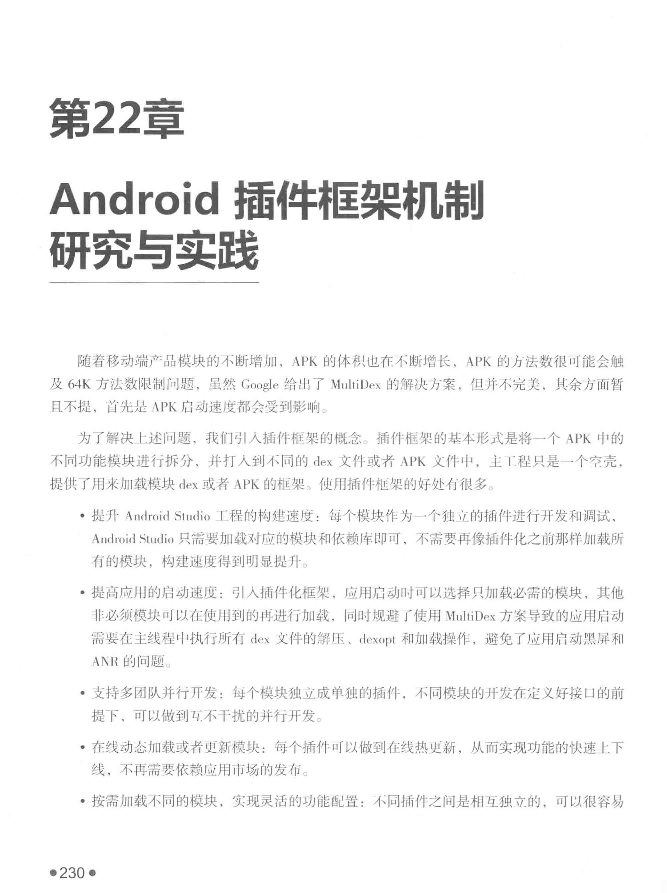 第22章
Android 插件框架机制
研究与实践
随着移动端产品模块的不断增加，APK 的体积也在不断增长，APK 的方法数很可能会触
及 64K 方法数限制问题，虽然 Google 给出了 MultiDex 的解决方案，但并不完美，其余方面暂
且不提，首先是 APK 启动速度都会受到影响。
为了解决上述问题，我们引入插件框架的概念。插件框架的基本形式是将一个 APK 中的
不同功能模块进行拆分，并打入到不同的 dex 文件或者 APK 文件中，主工程只是一个空壳，
提供了用来加载模块 dex 或者 APK 的框架。使用插件框架的好处有很多。
• 提升 Android Studio 工程的构建速度：每个模块作为一个独立的插件进行开发和调试，
Android Studio 只需要加载对应的模块和依赖库即可，不需要再像插件化之前那样加载所
有的模块，构建速度得到明显提升。
• 提高应用的启动速度：引入插件化框架，应用启动时可以选择只加载必需的模块，其他
非必须模块可以在使用到的再进行加载，同时规避了使用 MultiDex 方案导致的应用启动
需要在主线程中执行所有 dex 文件的解压、dexopt 和加载操作，避免了应用启动黑屏和
ANR 的问题。
• 支持多团队并行开发：每个模块独立成单独的插件，不同模块的开发在定义好接口的前
提下，可以做到互不干扰的并行开发。
• 在线动态加载或者更新模块：每个插件可以做到在线热更新，从而实现功能的快速上下
线，不再需要依赖应用市场的发布。
• 按需加载不同的模块，实现灵活的功能配置：不同插件之间是相互独立的，可以很容易
●230●